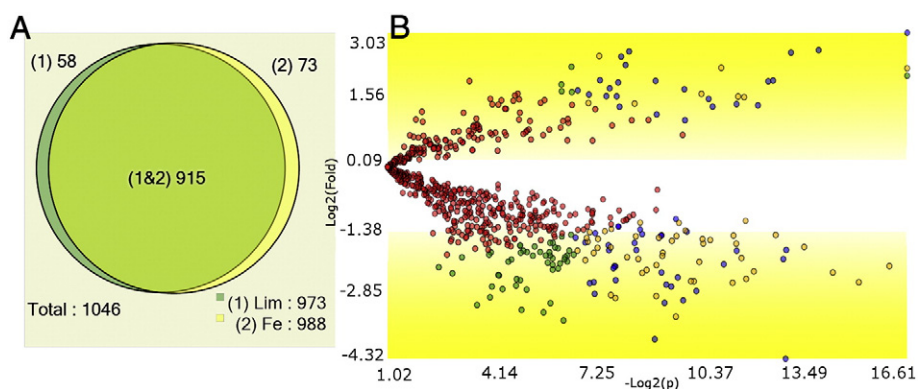 A
(1) 58
(2) 73
(1&2) 915
Total : 1046
(1) Lim : 973
(2) Fe : 988
B
3.03
1.56
0.09
-1.38
-2.85
-4.32
Log2(Fold)
1.02 4.14 7.25 10.37 13.49 16.61
-Log2(p)